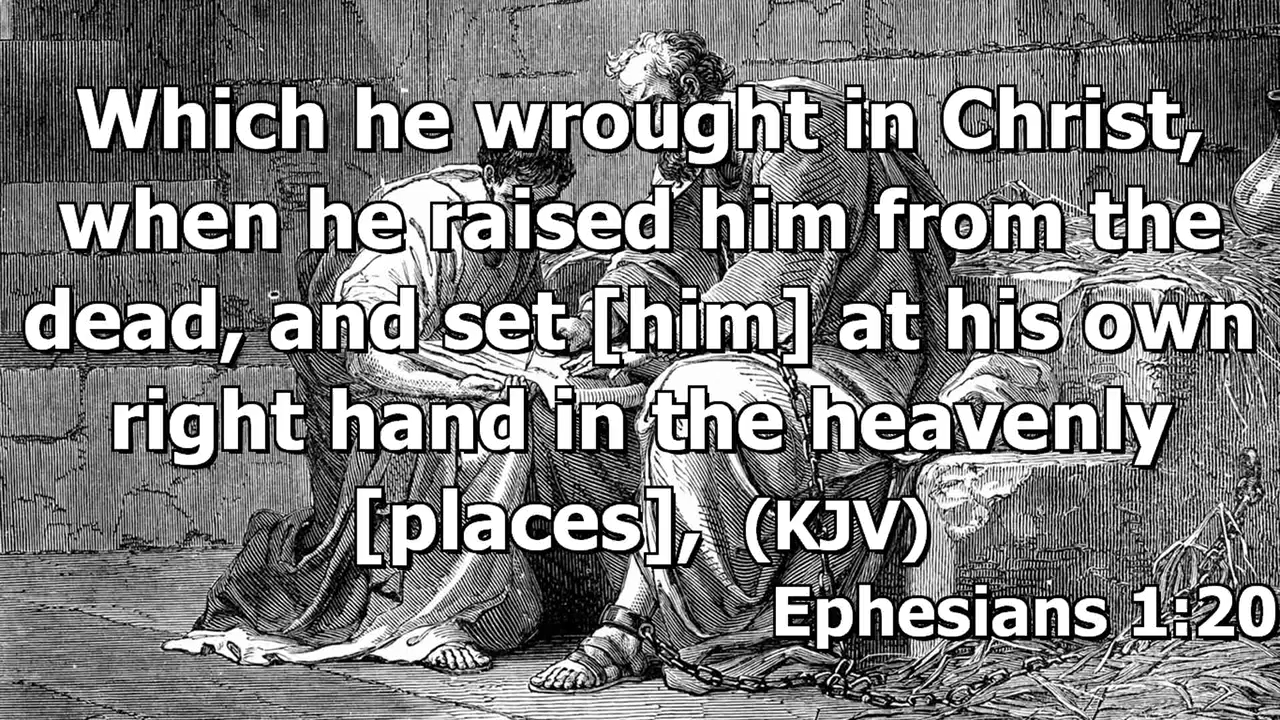 Which he wrought in Christ,
when he raised him from the
dead, and set [him] at his own
right hand in the heavenly
[places], (KJV)
Ephesians 1:20